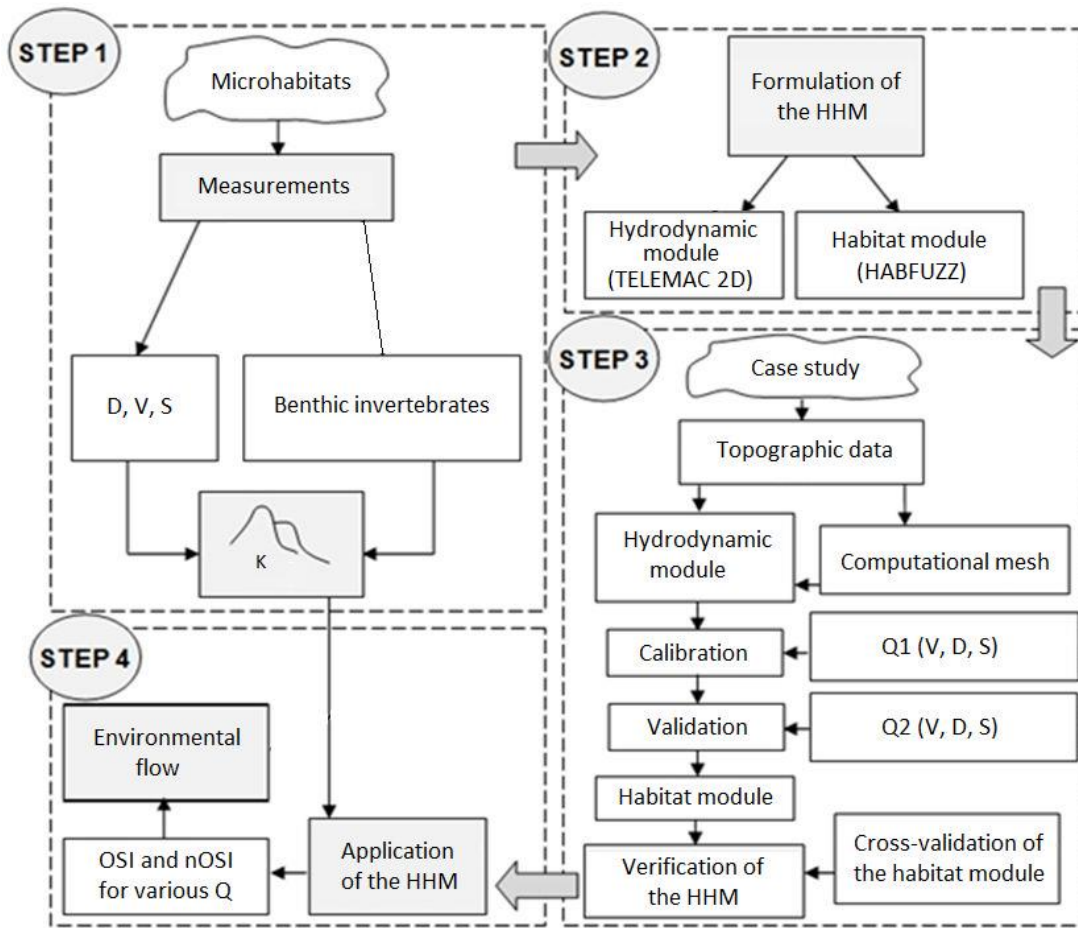 STEP 1
Microhabitats
Measurements
D, V, S
Benthic invertebrates
K
STEP 2
Formulation of
the HHM
Hydrodynamic
module
(TELEMAC 2D)
Habitat module
(HABFUZZ)
STEP 3
Case study
Topographic data
Hydrodynamic
module
Computational mesh
Calibration
Q1 (V, D, S)
Validation
Q2 (V, D, S)
Habitat module
Verification of
the HHM
Cross-validation of
the habitat module
STEP 4
Environmental
flow
OSI and nOSI
for various Q
Application
of the HHM